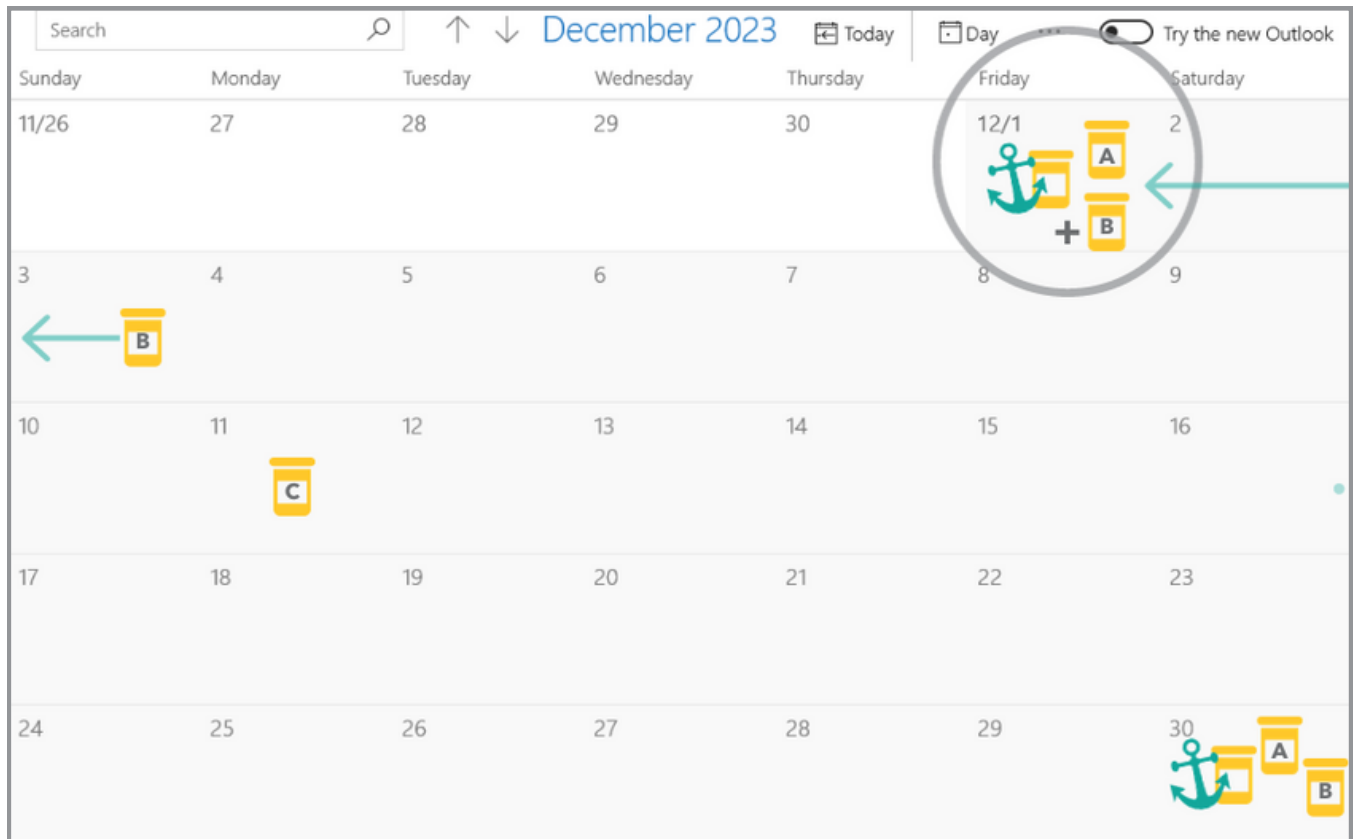 Search December 2023 Today Day ... Try the new Outlook
Sunday Monday Tuesday Wednesday Thursday Friday Saturday
11/26 27 28 29 30 12/1 2
A
+ B
3 4 5 6 7 8 9
B
10 11 12 13 14 15 16
C
17 18 19 20 21 22 23
24 25 26 27 28 29 30
A
B